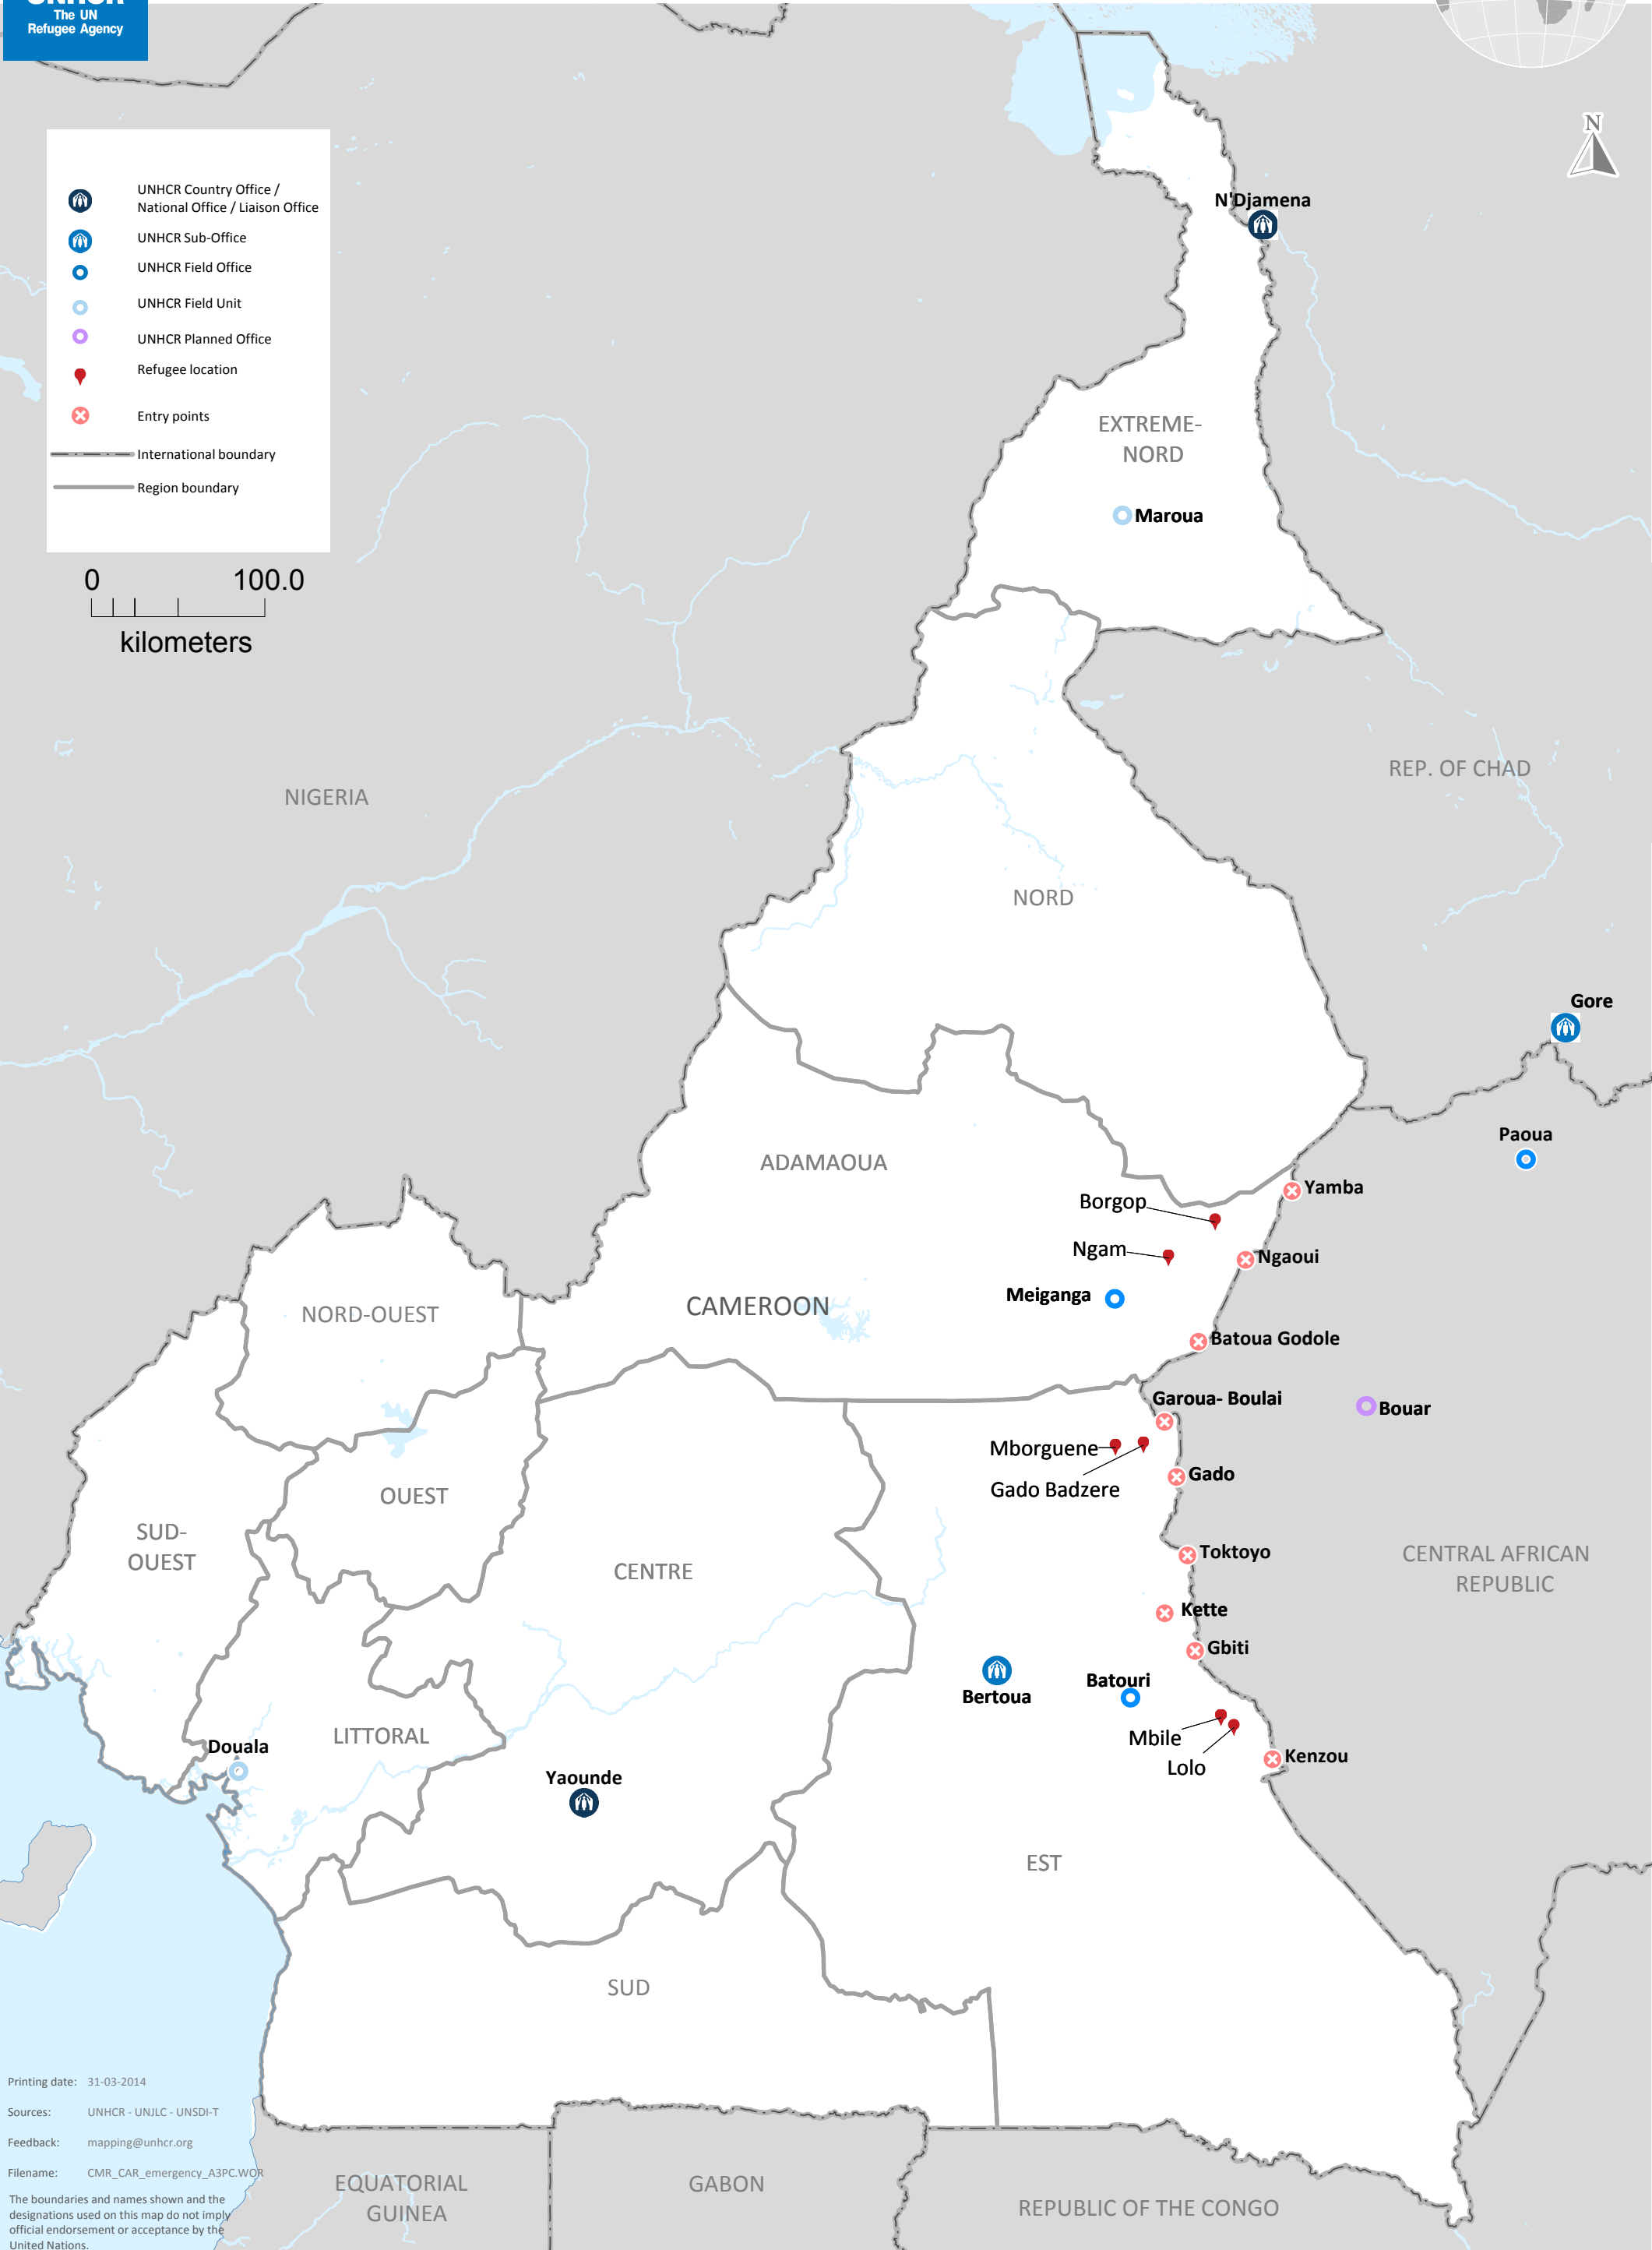 UNHCR
The UN
Refugee Agency
N
UNHCR Country Office /
National Office / Liaison Office
UNHCR Sub-Office
UNHCR Field Office
UNHCR Field Unit
UNHCR Planned Office
Refugee location
Entry points
International boundary
Region boundary
0 100.0
kilometers
N'Djamena
EXTREME-
NORD
Maroua
REP. OF CHAD
NIGERIA
NORD
Gore
Paoua
ADAMAOUA
Yamba
Borgop
Ngam
Ngaoui
Meiganga
CAMEROON
NORD-OUEST
Batoua Godole
Garoua- Boulai
Bouar
Mborguene
Gado
Gado Badzere
OUEST
SUD-
OUEST
CENTRE
Toktoyo
CENTRAL AFRICAN
REPUBLIC
Kette
Gbiti
Bertoua
Batouri
Mbile
Lolo
Kenzou
LITTORAL
Douala
Yaounde
EST
SUD
Printing date: 31-03-2014
Sources: UNHCR - UNJLC - UNSDI-T
Feedback: mapping@unhcr.org
Filename: CMR_CAR_emergency_A3PC.WOR
The boundaries and names shown and the
designations used on this map do not imply
official endorsement or acceptance by the
United Nations.
EQUATORIAL
GUINEA
GABON
REPUBLIC OF THE CONGO